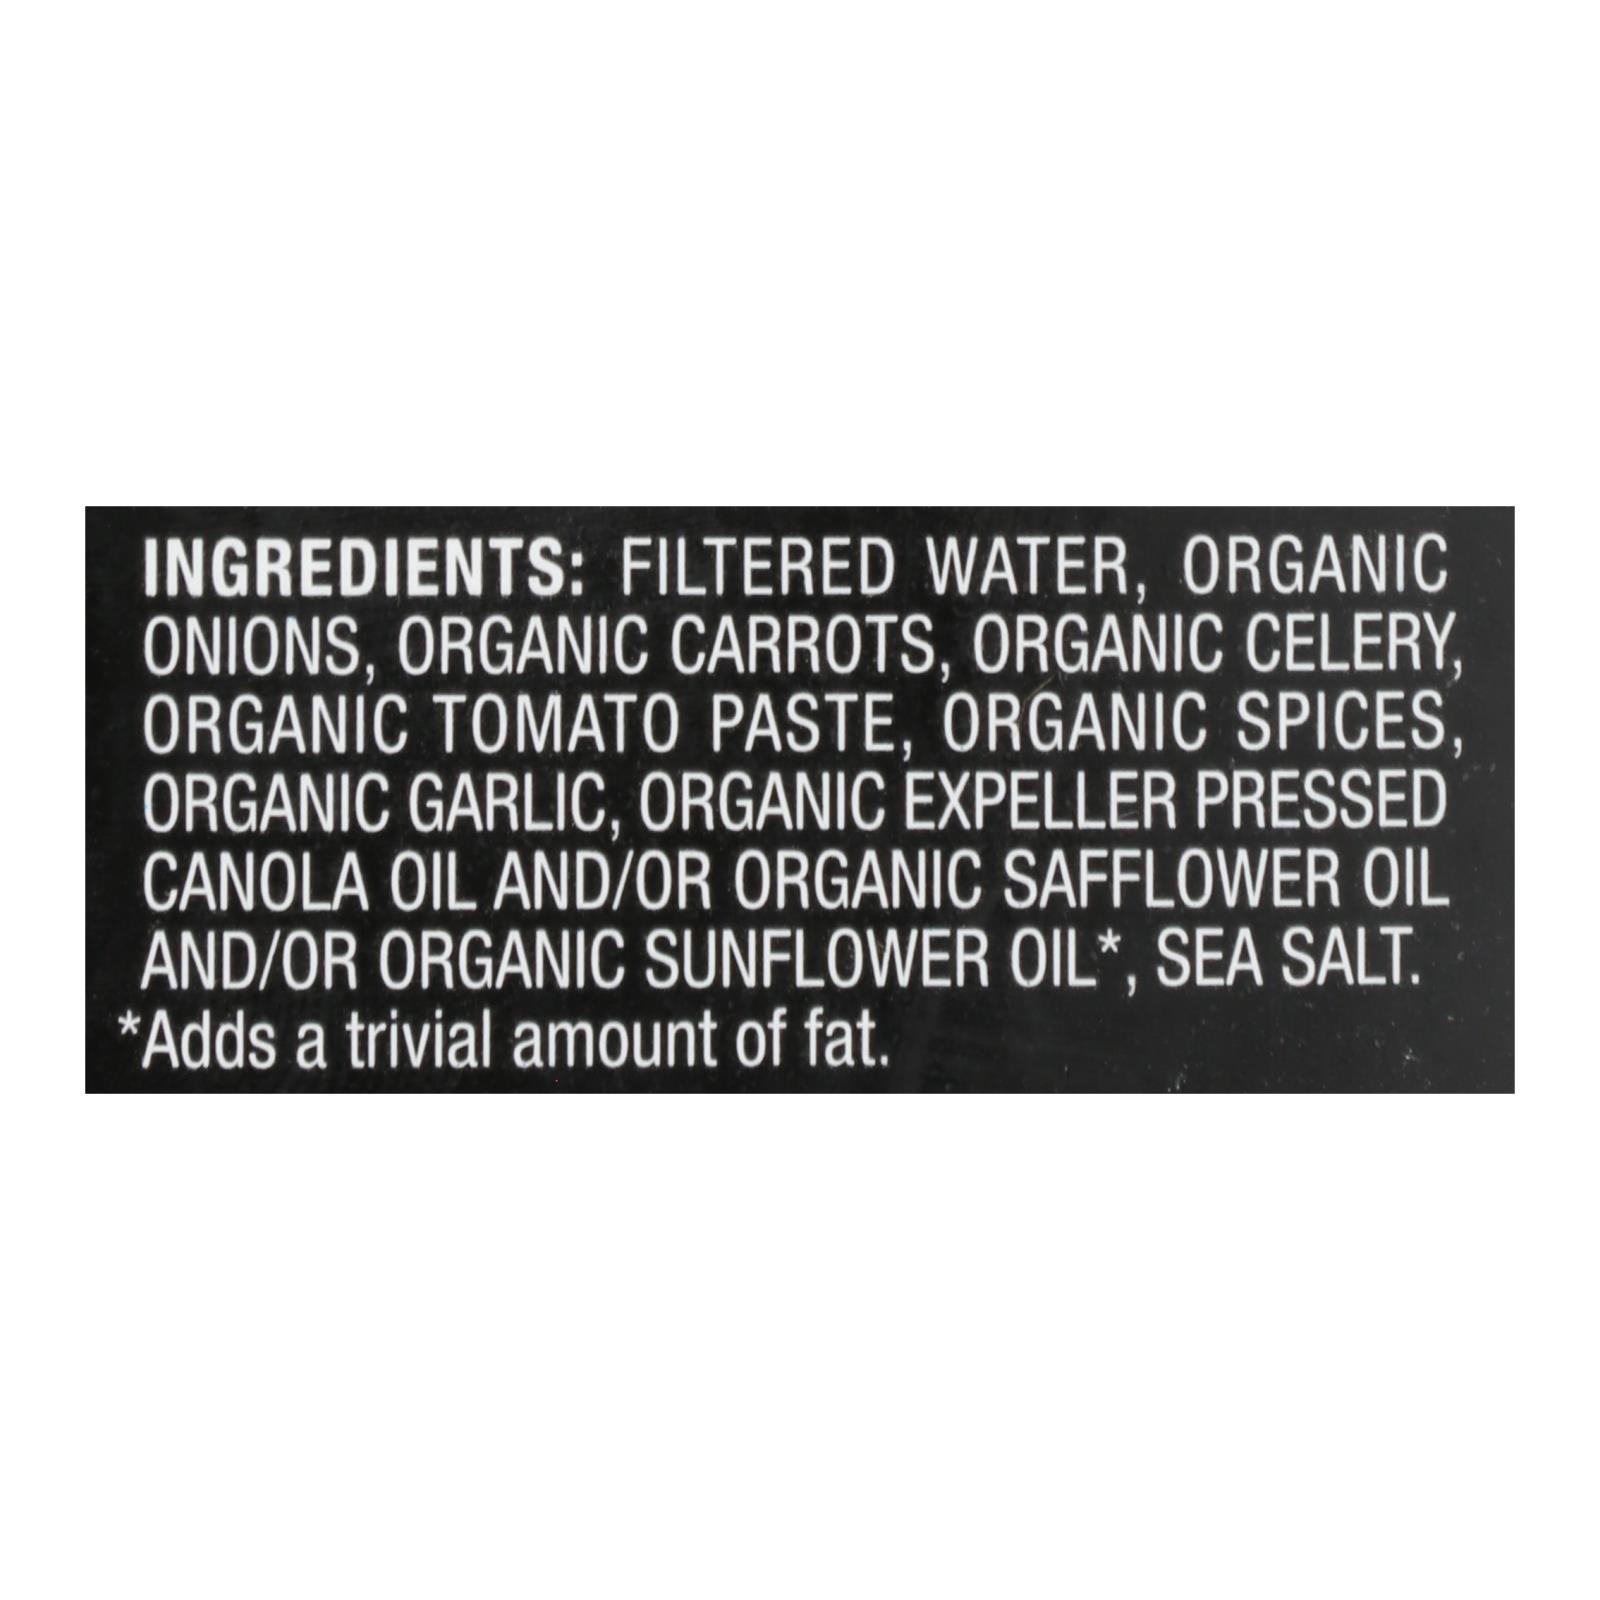 INGREDIENTS: FILTERED WATER, ORGANIC
ONIONS, ORGANIC CARROTS, ORGANIC CELERY,
ORGANIC TOMATO PASTE, ORGANIC SPICES,
ORGANIC GARLIC, ORGANIC EXPELLER PRESSED
CANOLA OIL AND/OR ORGANIC SAFFLOWER OIL
AND/OR ORGANIC SUNFLOWER OIL*, SEA SALT.
*Adds a trivial amount of fat.